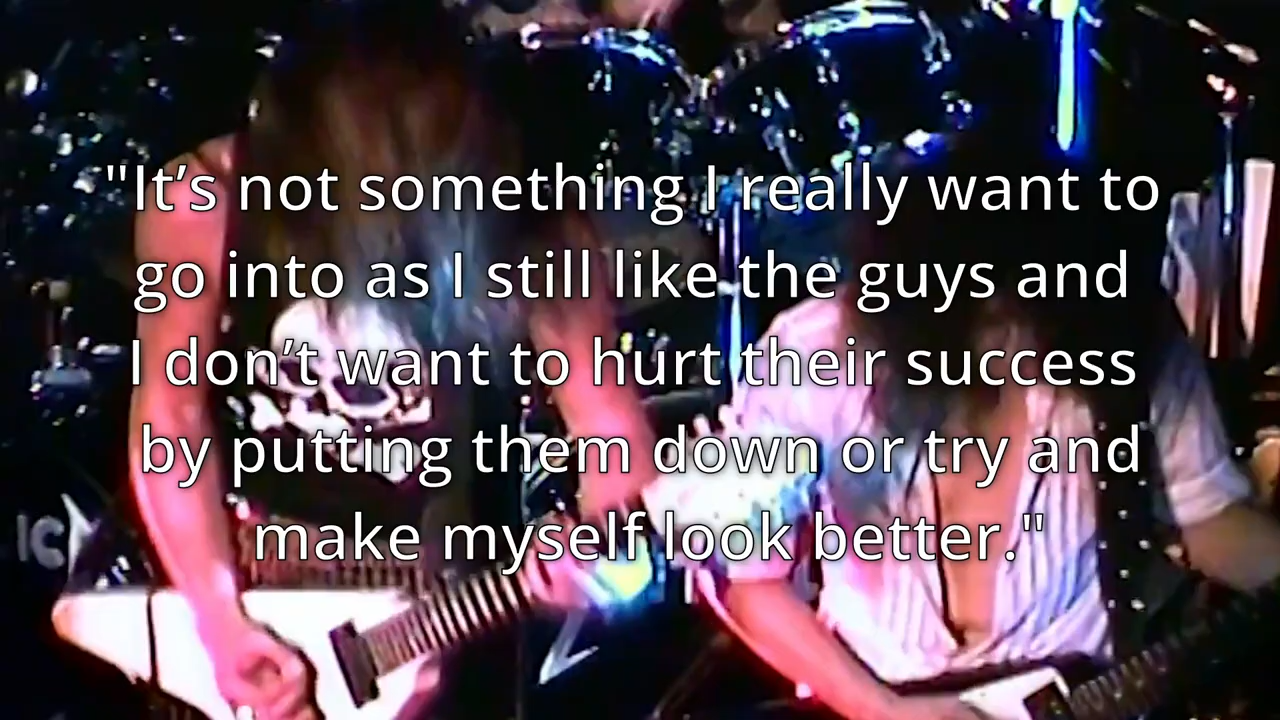 "It’s not something I really want to
go into as I still like the guys and
I don’t want to hurt their success
by putting them down or try and
make myself look better."
IC